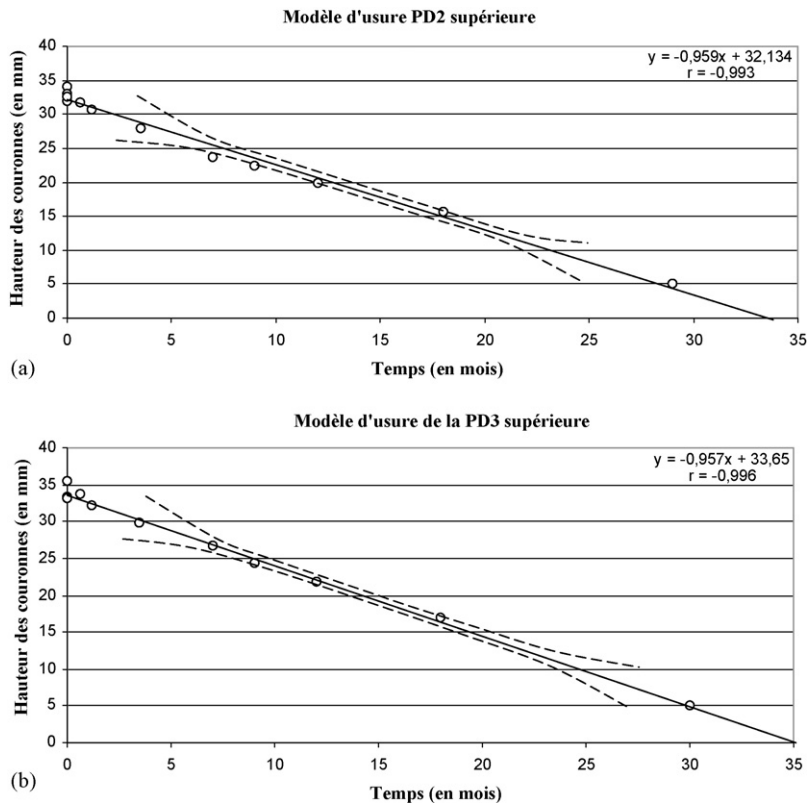 Modèle d'usure PD2 supérieure
y = -0,959x + 32,134
r = -0,993
Hauteur des couronnes (en mm)
40
35
30
25
20
15
10
5
0
0 5 10 15 20 25 30 35
Temps (en mois)
(a)
Modèle d'usure de la PD3 supérieure
y = -0,957x + 33,65
r = -0,996
Hauteur des couronnes (en mm)
40
35
30
25
20
15
10
5
0
0 5 10 15 20 25 30 35
Temps (en mois)
(b)